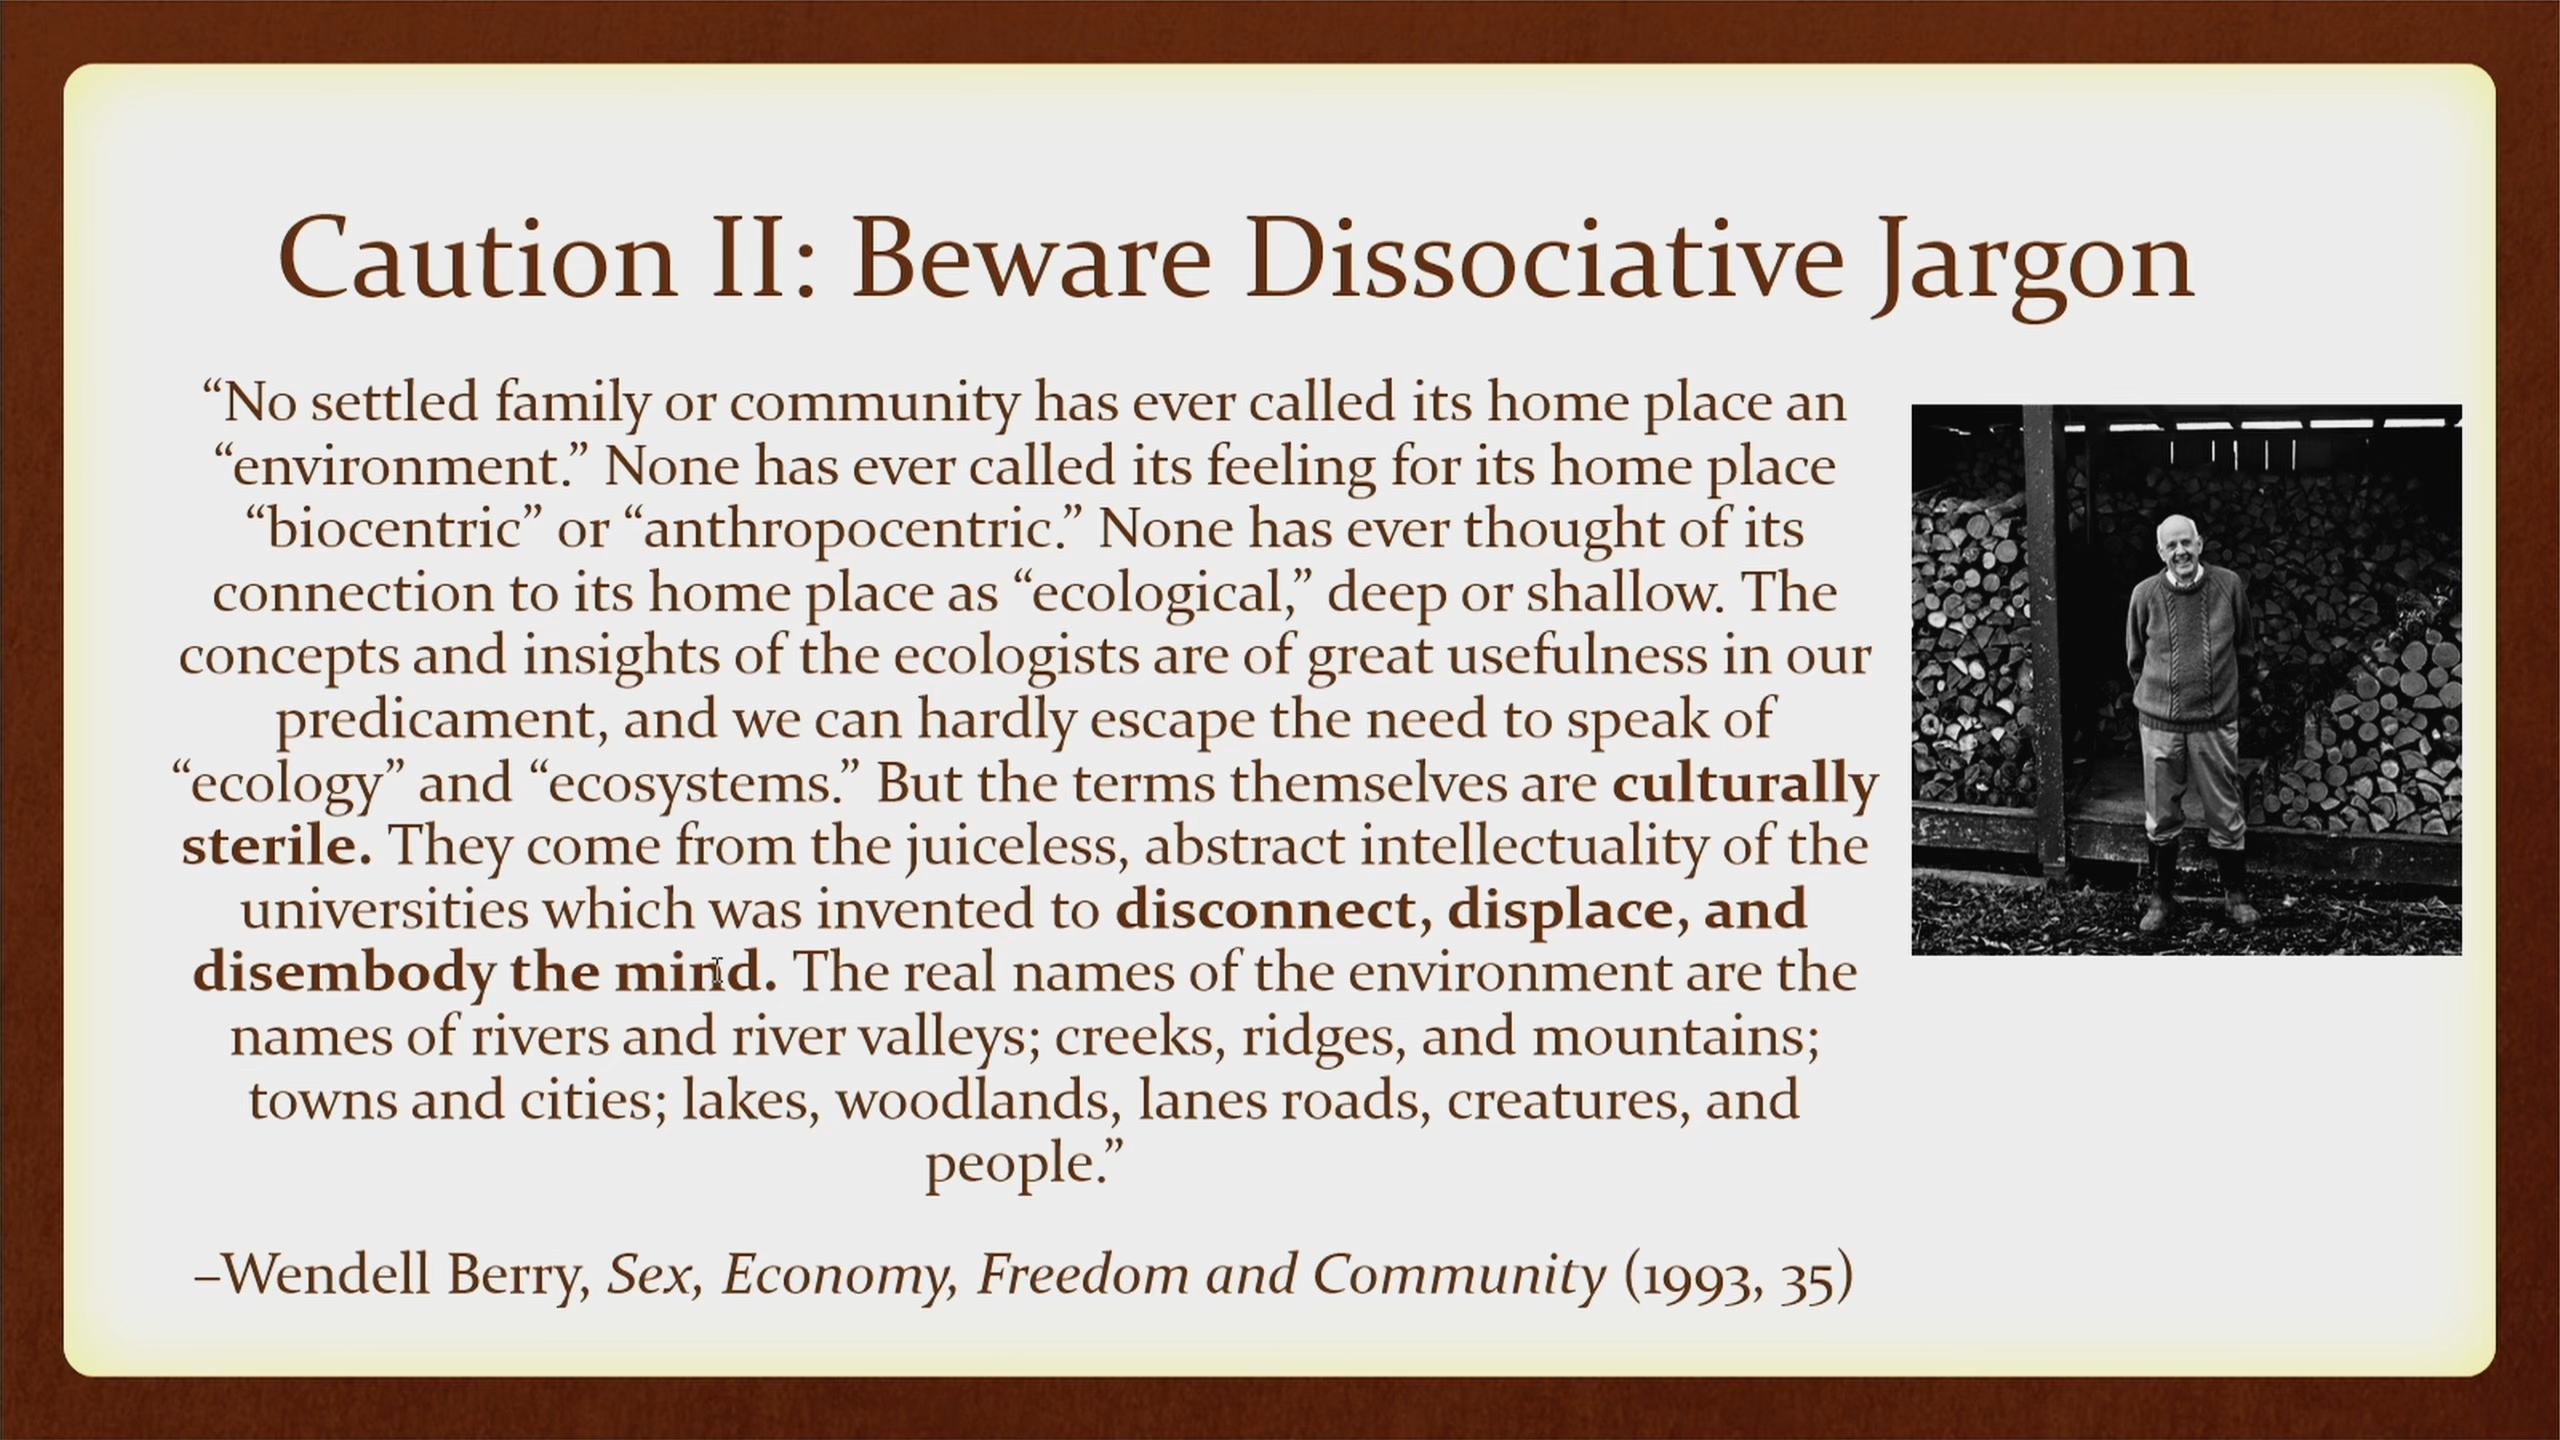 Caution II: Beware Dissociative Jargon
“No settled family or community has ever called its home place an
“environment.” None has ever called its feeling for its home place
“biocentric” or “anthropocentric.” None has ever thought of its
connection to its home place as “ecological,” deep or shallow. The
concepts and insights of the ecologists are of great usefulness in our
predicament, and we can hardly escape the need to speak of
“ecology” and “ecosystems.” But the terms themselves are culturally
sterile. They come from the juiceless, abstract intellectuality of the
universities which was invented to disconnect, displace, and
disembody the mind. The real names of the environment are the
names of rivers and river valleys; creeks, ridges, and mountains;
towns and cities; lakes, woodlands, lanes roads, creatures, and
people.”
–Wendell Berry, Sex, Economy, Freedom and Community (1993, 35)